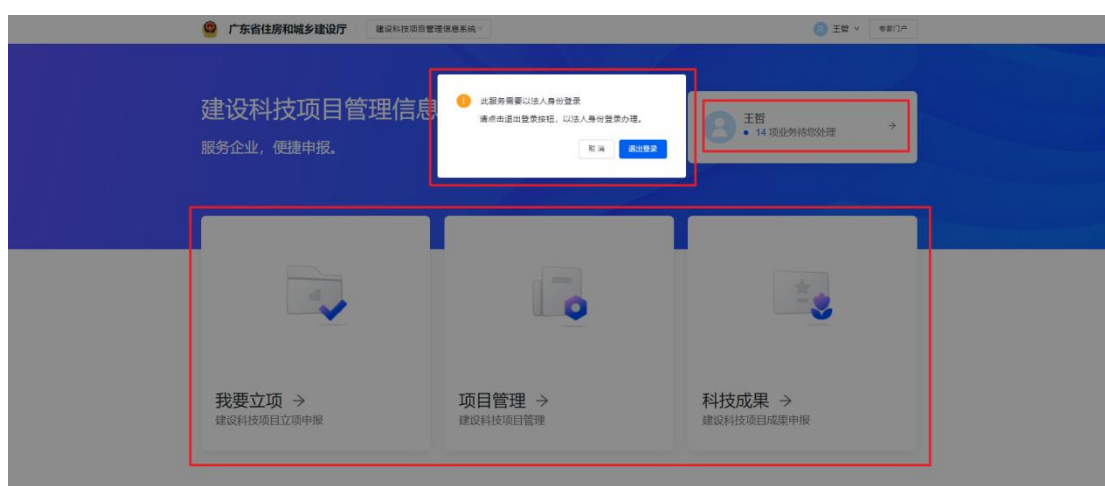 广东省住房和城乡建设厅
建设科技项目管理信息系统
王哲
专家门户
建设科技项目管理信息
服务企业，便捷申报。
此服务需要以法人身份登录
请点击退出登录按钮，以法人身份登录办理。
取消
退出登录
王哲
14 项业务待您处理
我要立项
建设科技项目立项申报
项目管理
建设科技项目管理
科技成果
建设科技项目成果申报